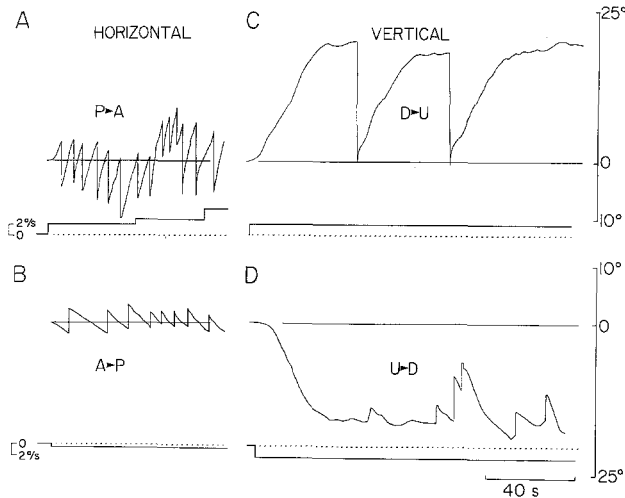 A
HORIZONTAL
C
VERTICAL
25°
P►A
D►U
0
2°/s
0
10°
B
D
10°
0
A►P
U►D
0
2°/s
25°
40 s